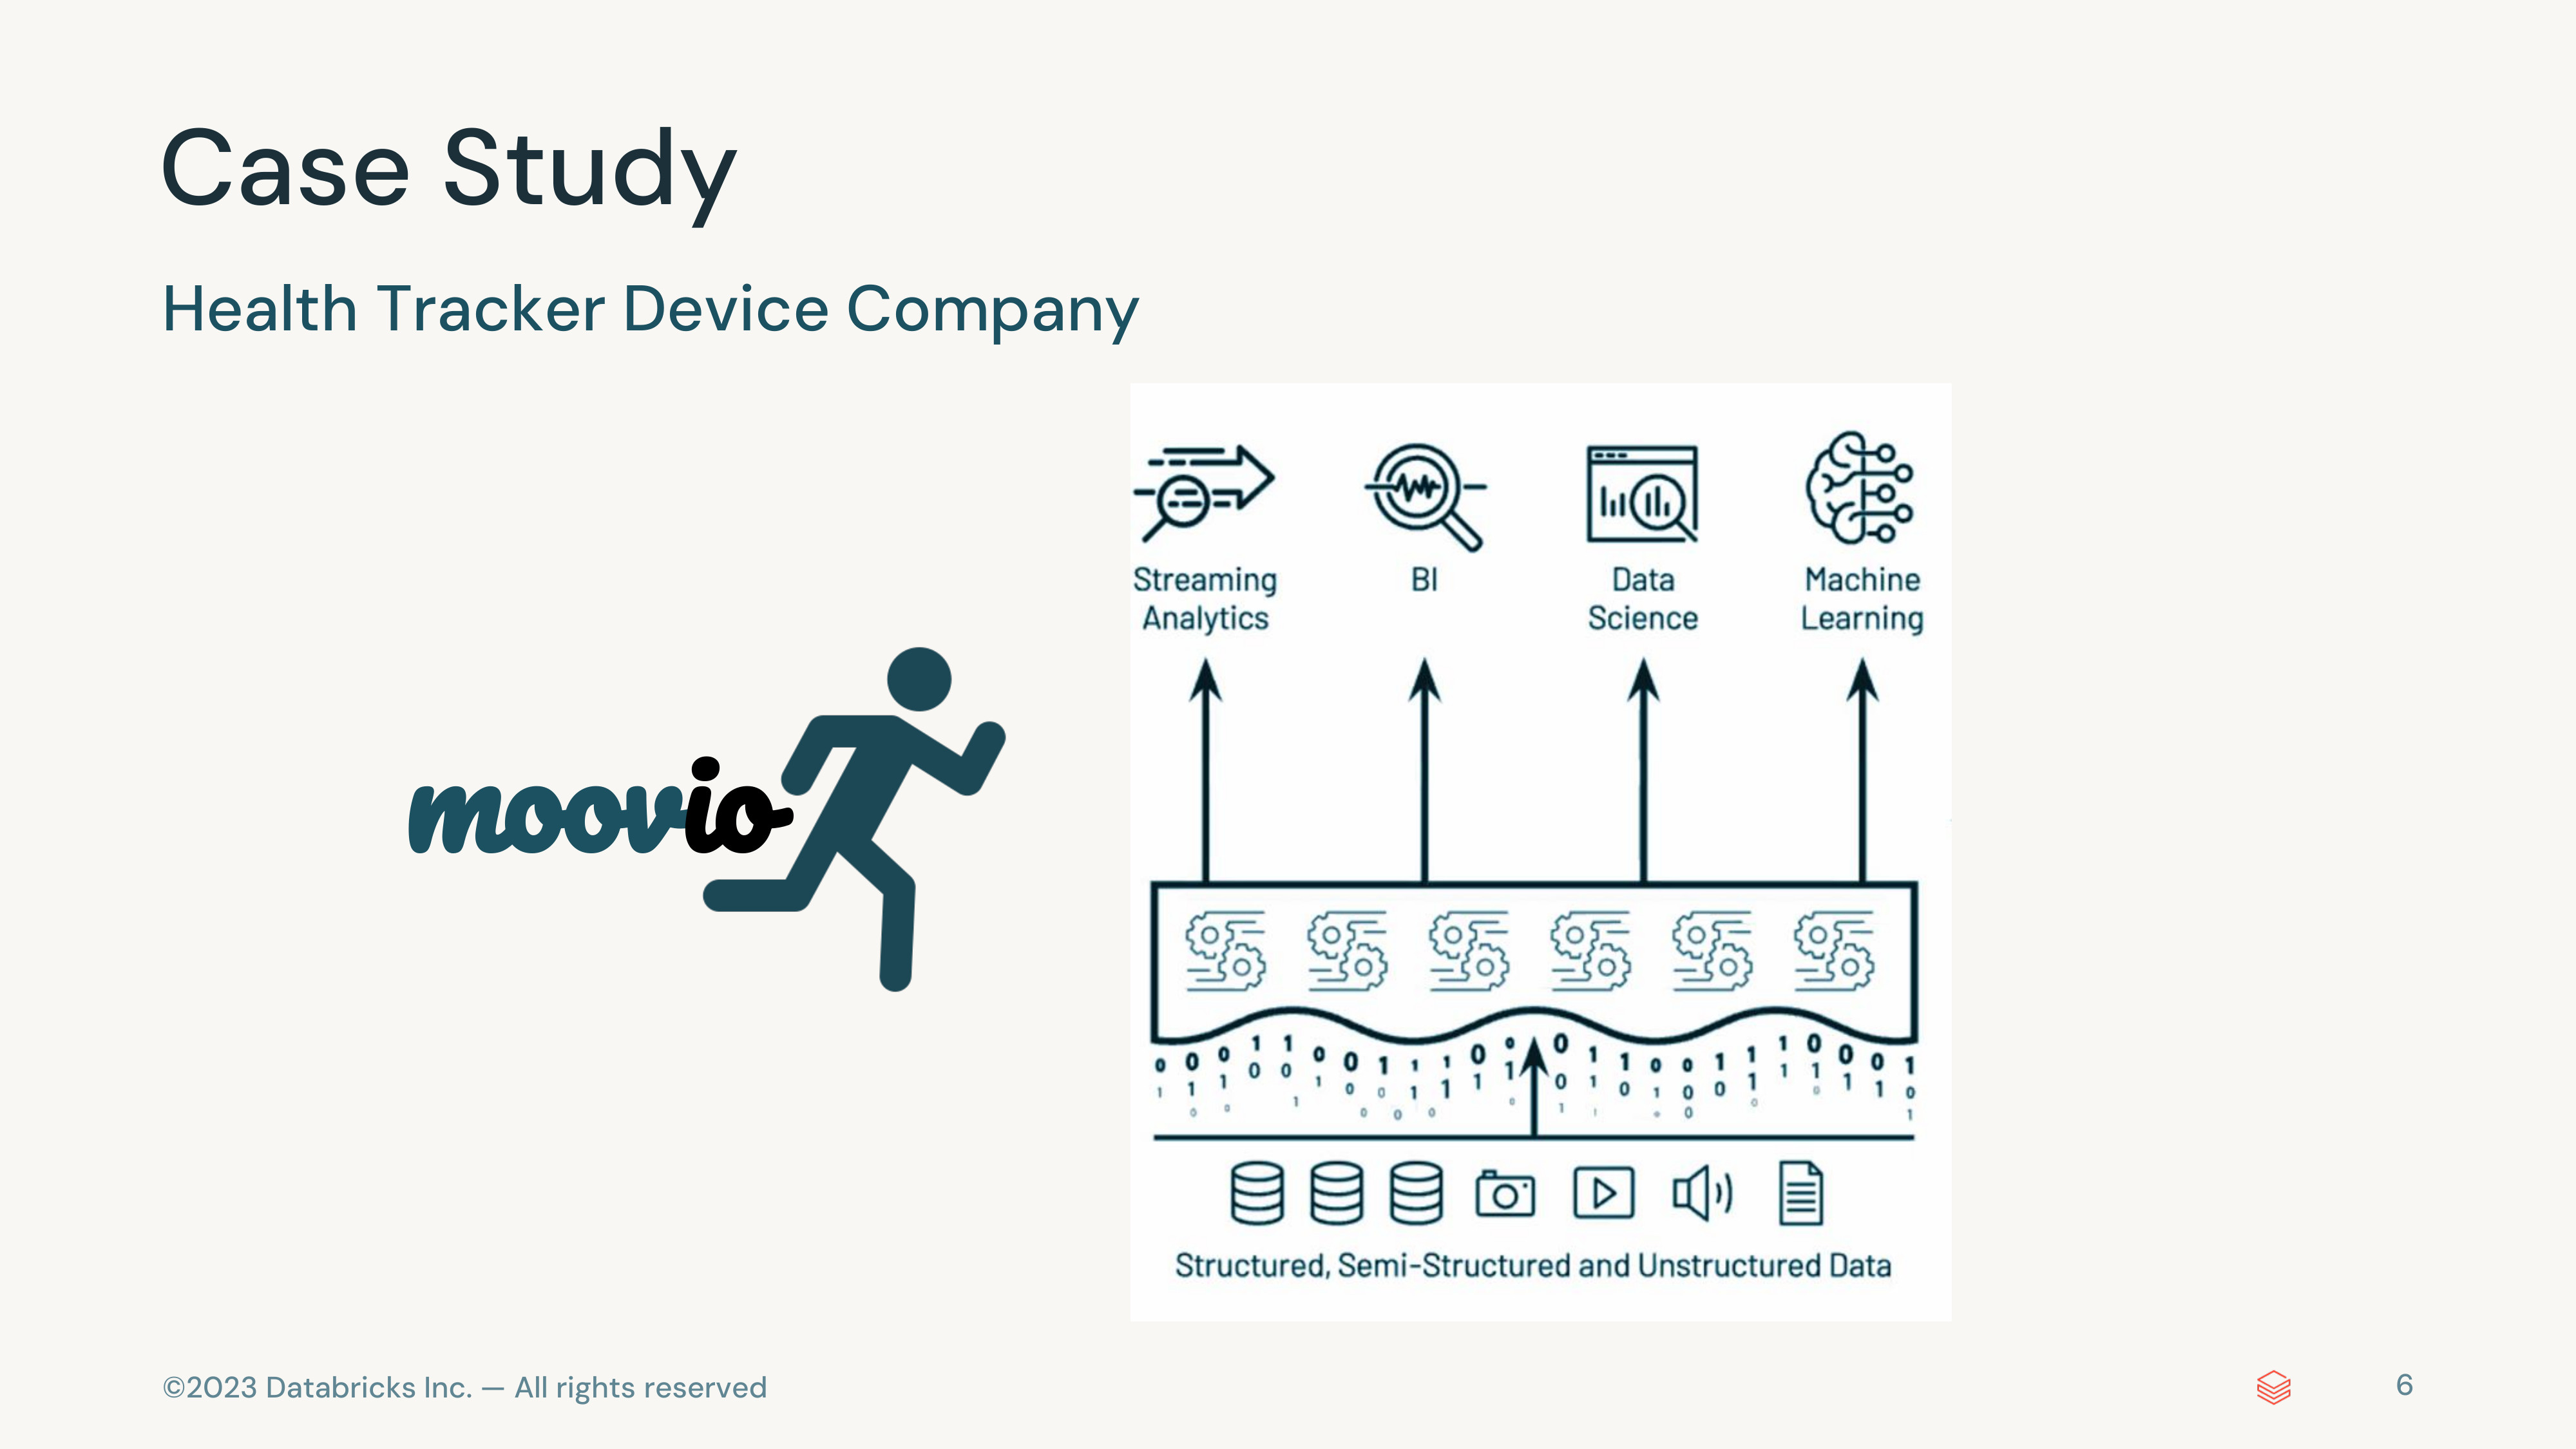 Case Study
Health Tracker Device Company
moovio
Streaming
Analytics
BI
Data
Science
Machine
Learning
Structured, Semi-Structured and Unstructured Data
©2023 Databricks Inc. — All rights reserved
6